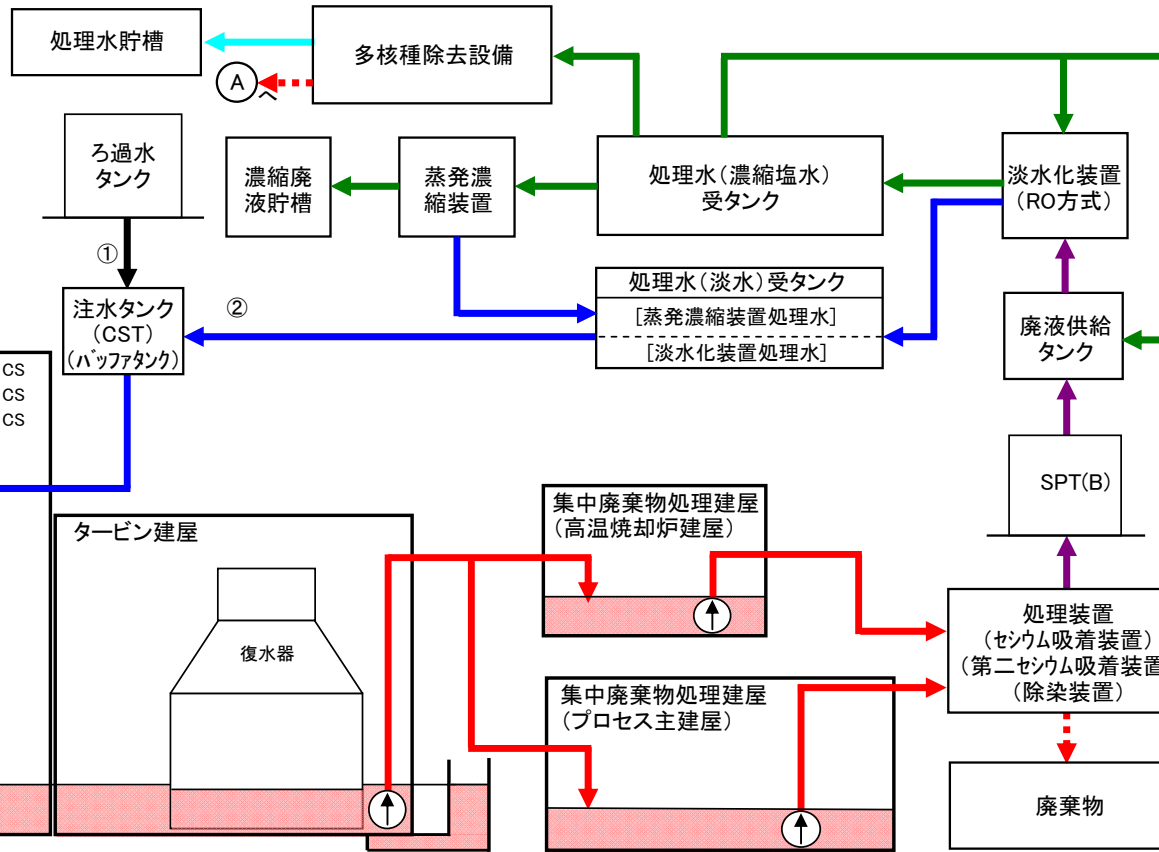 処理水貯槽
多核種除去設備
A
へ
ろ過水
タンク
濃縮廃
液貯槽
蒸発濃
縮装置
処理水(濃縮塩水)
受タンク
淡水化装置
(RO方式)
①
注水タンク
(CST)
(バッファタンク)
②
処理水(淡水)受タンク
[蒸発濃縮装置処理水]
[淡水化装置処理水]
廃液供給
タンク
CS
CS
CS
SPT(B)
タービン建屋
復水器
集中廃棄物処理建屋
(高温焼却炉建屋)
集中廃棄物処理建屋
(プロセス主建屋)
処理装置
(セシウム吸着装置)
(第二セシウム吸着装置
(除染装置)
廃棄物